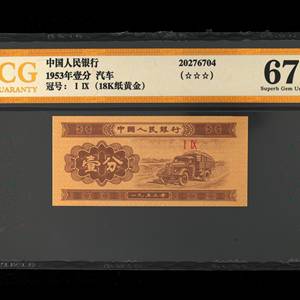 CG
GUARANTY
中国人民银行
1953年壹分 汽车
冠号：Ⅰ Ⅸ（18K纸黄金）
20276704
（☆☆☆）
67
Superb Gem Un
中国人民银行
Ⅰ Ⅸ
壹分
一九五三年